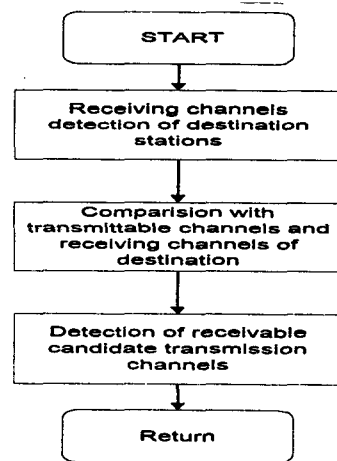 START
Receiving channels
detection of destination
stations
Comparision with
transmittable channels and
receiving channels of
destination
Detection of receivable
candidate transmission
channels
Return